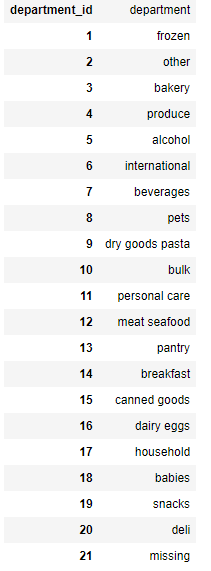 department_id department
1 frozen
2 other
3 bakery
4 produce
5 alcohol
6 international
7 beverages
8 pets
9 dry goods pasta
10 bulk
11 personal care
12 meat seafood
13 pantry
14 breakfast
15 canned goods
16 dairy eggs
17 household
18 babies
19 snacks
20 deli
21 missing